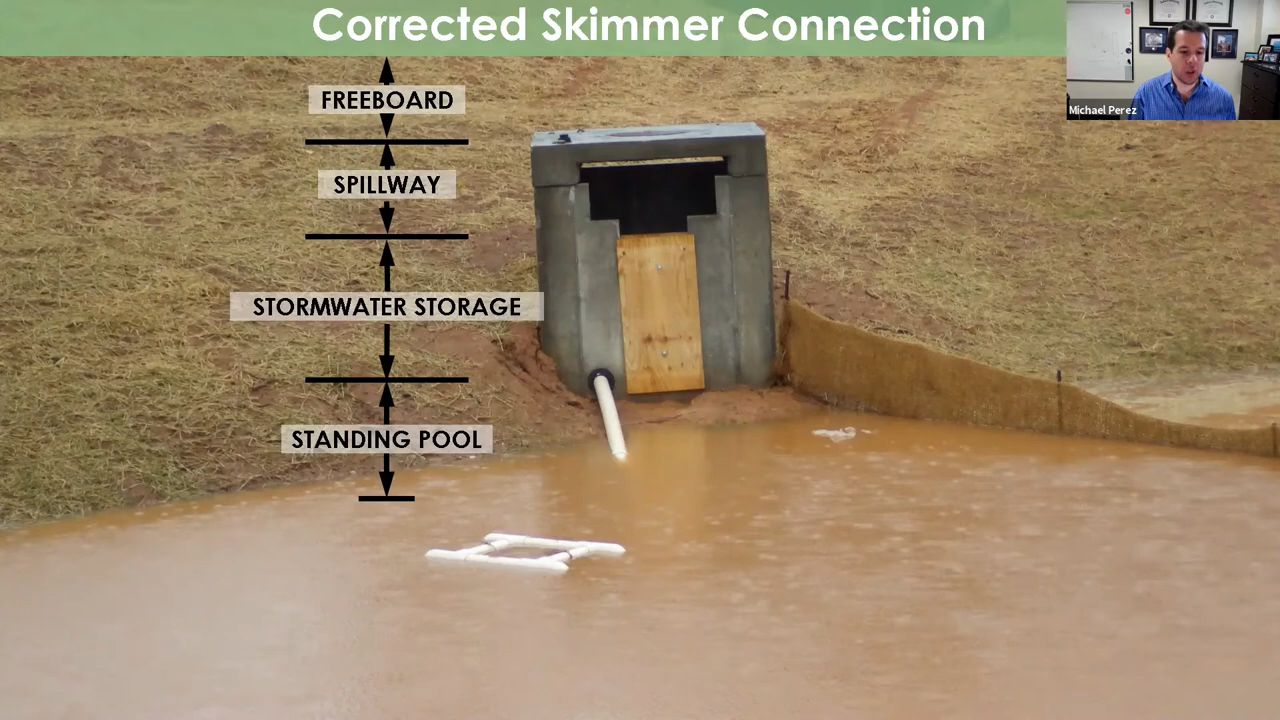 Corrected Skimmer Connection
Michael Perez
FREEBOARD
SPILLWAY
STORMWATER STORAGE
STANDING POOL